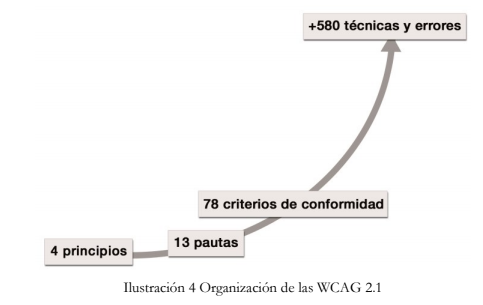 +580 técnicas y errores
78 criterios de conformidad
13 pautas
4 principios
Ilustración 4 Organización de las WCAG 2.1